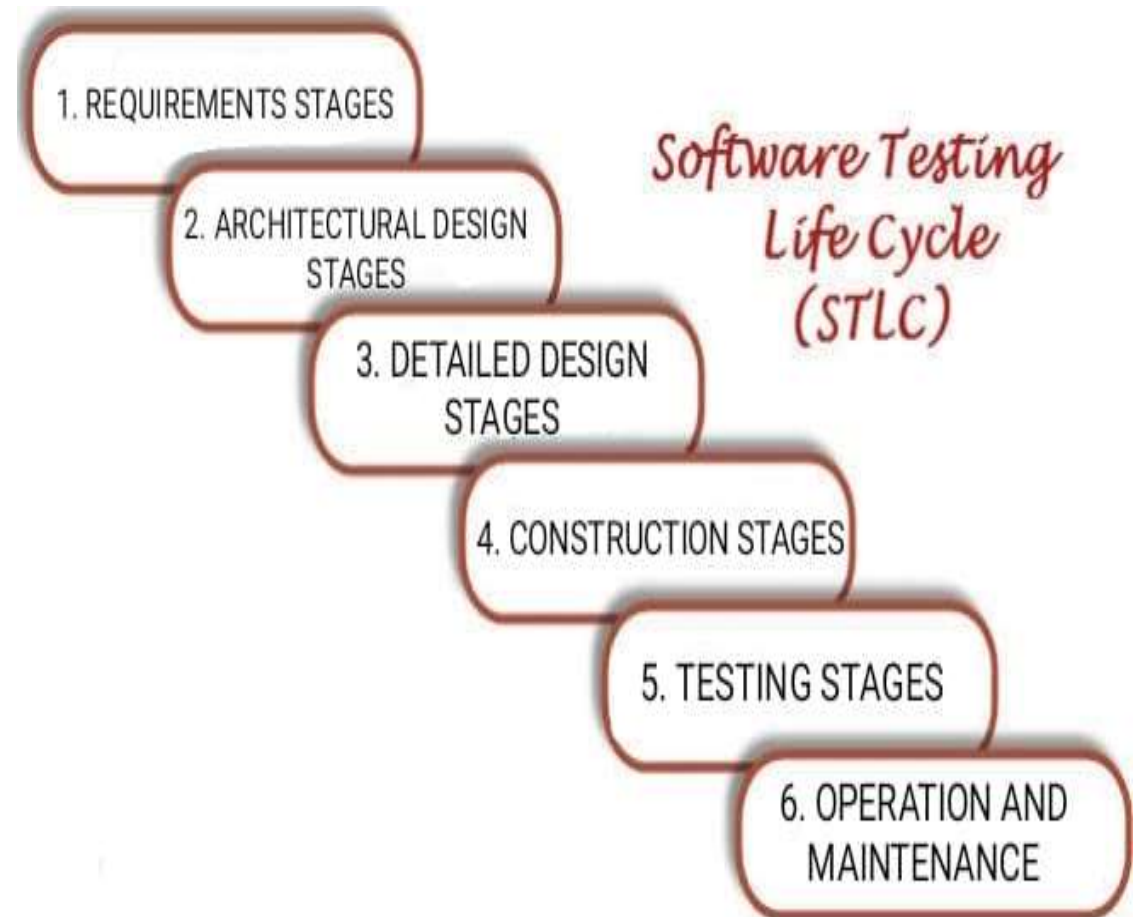 1. REQUIREMENTS STAGES
Software Testing
Life Cycle
(STLC)
2. ARCHITECTURAL DESIGN
STAGES
3. DETAILED DESIGN
STAGES
4. CONSTRUCTION STAGES
5. TESTING STAGES
6. OPERATION AND
MAINTENANCE